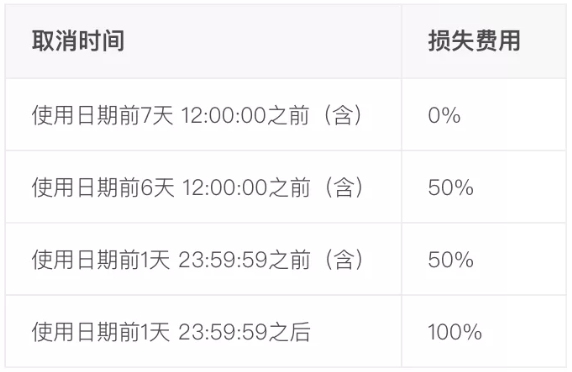 取消时间 损失费用
使用日期前7天 12:00:00之前（含） 0%
使用日期前6天 12:00:00之前（含） 50%
使用日期前1天 23:59:59之前（含） 50%
使用日期前1天 23:59:59之后 100%